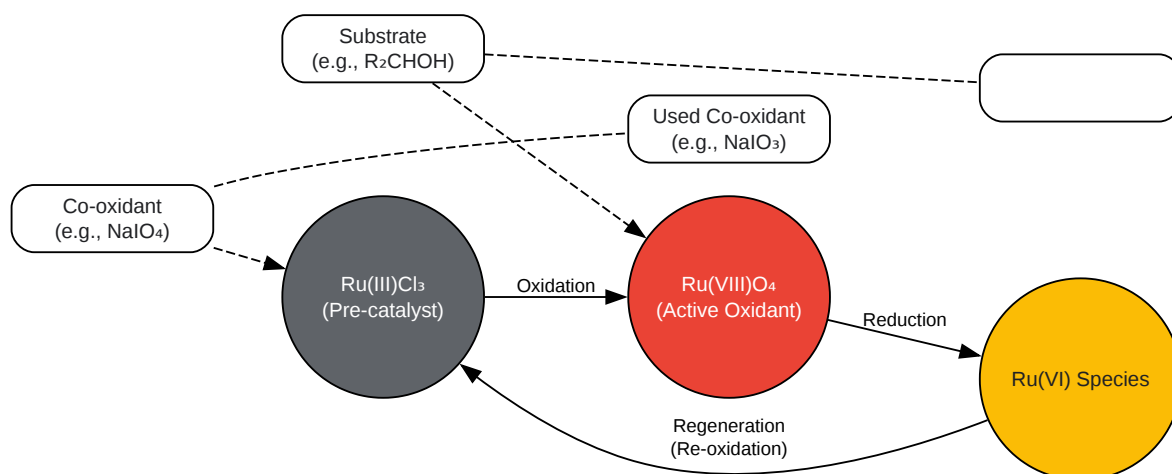 Substrate
(e.g., R₂CHOH)
Used Co-oxidant
(e.g., NaIO₃)
Co-oxidant
(e.g., NaIO₄)
Ru(III)Cl₃
(Pre-catalyst)
Oxidation
Ru(VIII)O₄
(Active Oxidant)
Reduction
Ru(VI) Species
Regeneration
(Re-oxidation)